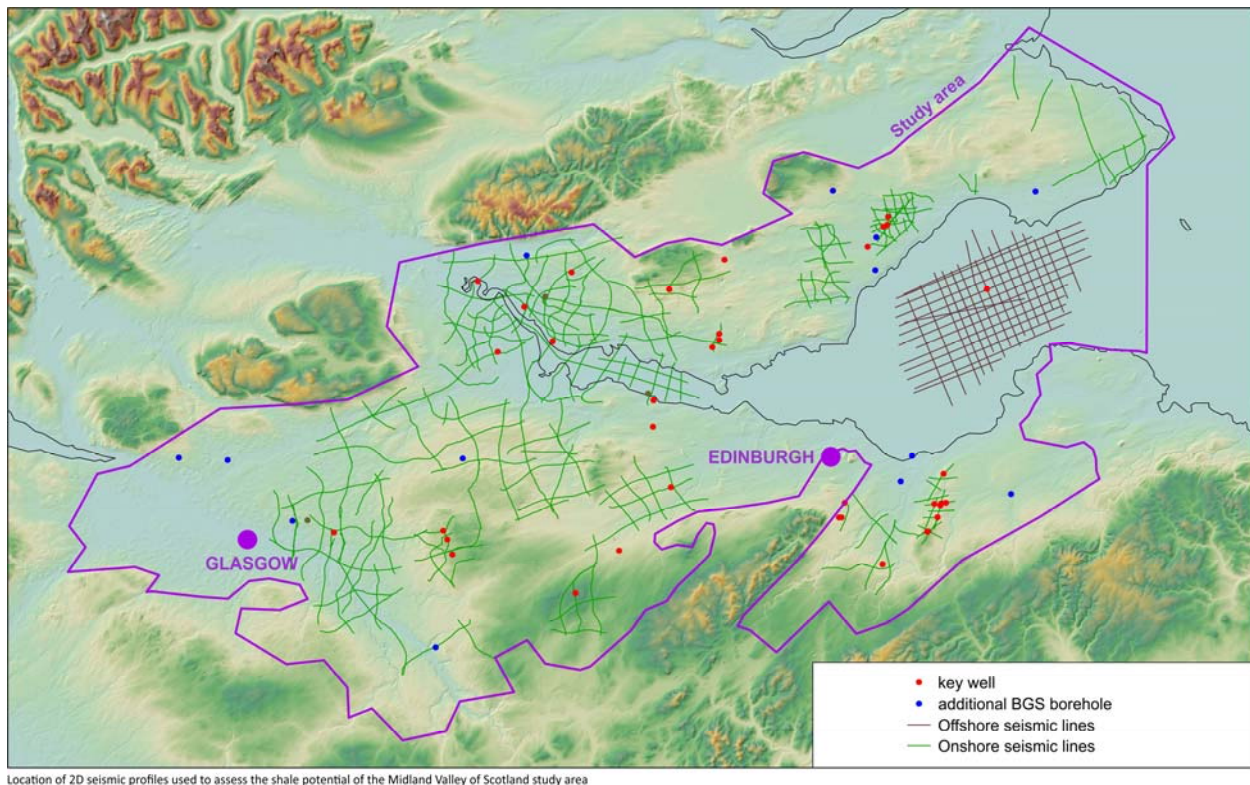 Study area
EDINBURGH
GLASGOW
key well
additional BGS borehole
Offshore seismic lines
Onshore seismic lines
Location of 2D seismic profiles used to assess the shale potential of the Midland Valley of Scotland study area